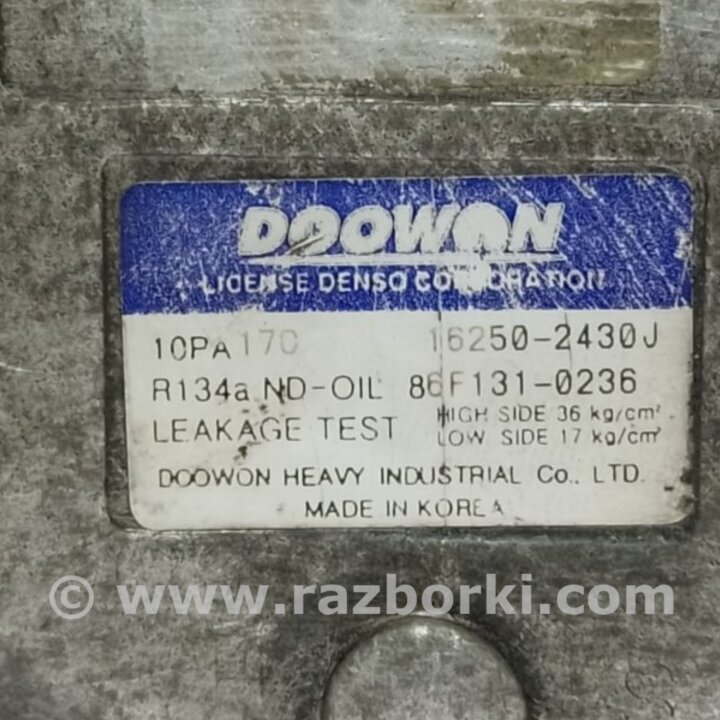 DOOWON
LICENSE DENSO CORPORATION
10PA17C 16250-2430J
R134a ND-OIL 86F131-0236
LEAKAGE TEST HIGH SIDE 36 kg/cm²
LOW SIDE 17 kg/cm²
DOOWON HEAVY INDUSTRIAL Co., LTD.
MADE IN KOREA
© www.razborki.com